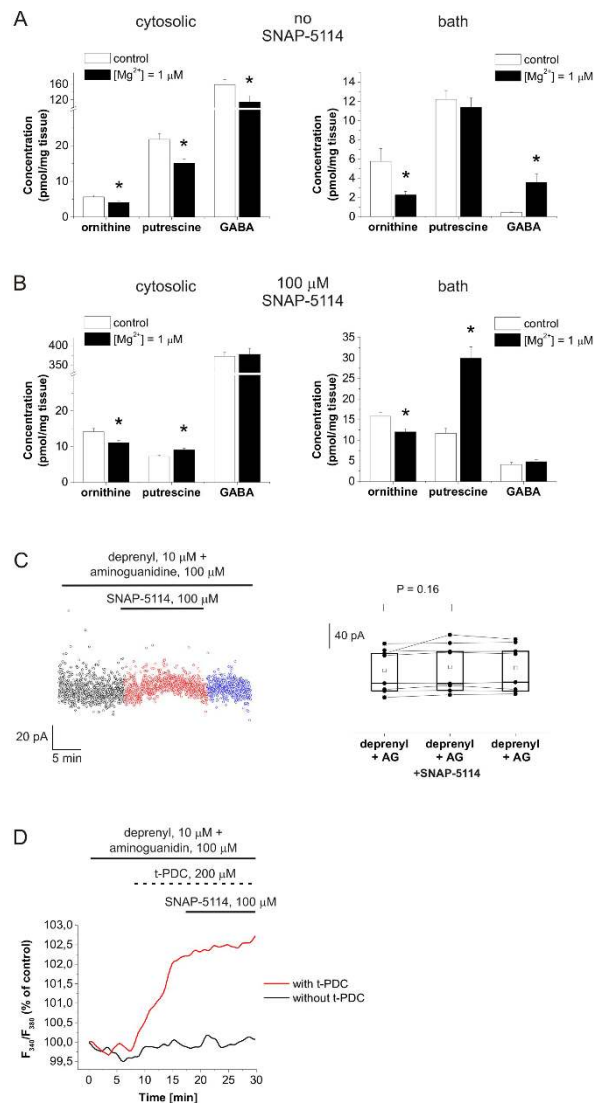 A
cytosolic
no
SNAP-5114
bath
control
[Mg2+] = 1 μM
160
120
20
10
0
Concentration
(pmol/mg tissue)
*
*
*
ornithine
putrescine
GABA
control
[Mg2+] = 1 μM
14
12
10
8
6
4
2
0
Concentration
(pmol/mg tissue)
*
*
ornithine
putrescine
GABA
B
cytosolic
100 μM
SNAP-5114
bath
control
[Mg2+] = 1 μM
400
350
20
10
0
Concentration
(pmol/mg tissue)
*
*
ornithine
putrescine
GABA
control
[Mg2+] = 1 μM
35
30
25
20
15
10
5
0
Concentration
(pmol/mg tissue)
*
*
ornithine
putrescine
GABA
C
deprenyl, 10 μM +
aminoguanidine, 100 μM
SNAP-5114, 100 μM
20 pA
5 min
P = 0.16
40 pA
deprenyl
+ AG
deprenyl
+ AG
+SNAP-5114
deprenyl
+ AG
D
deprenyl, 10 μM +
aminoguanidin, 100 μM
t-PDC, 200 μM
SNAP-5114, 100 μM
103,0
102,5
102,0
101,5
101,0
100,5
100,0
99,5
F340/F380 (% of control)
with t-PDC
without t-PDC
0 5 10 15 20 25 30
Time [min]